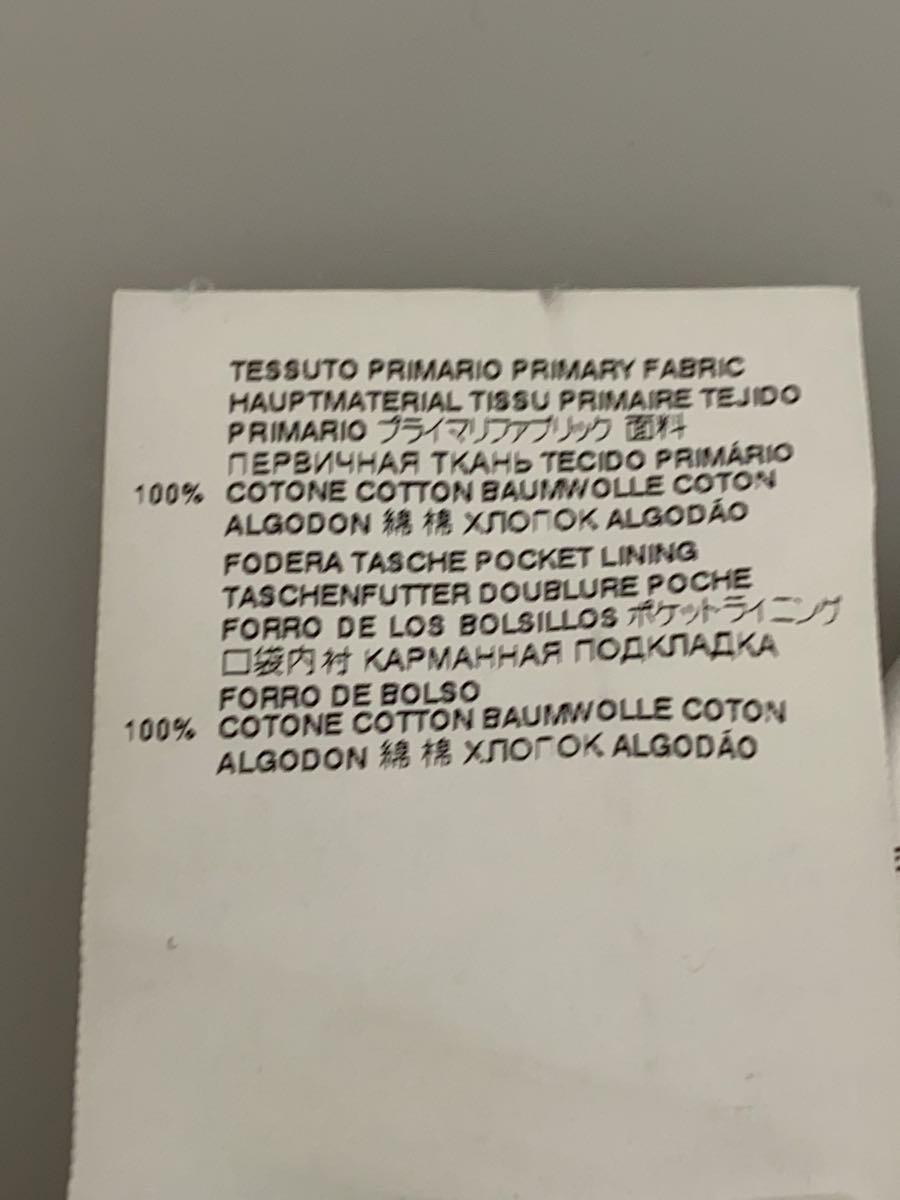 TESSUTO PRIMARIO PRIMARY FABRIC
HAUPTMATERIAL TISSU PRIMAIRE TEJIDO
PRIMARIO プライマリファブリック 面料
ПЕРВИЧНАЯ ТКАНЬ TECIDO PRIMÁRIO
100% COTONE COTTON BAUMWOLLE COTON
ALGODON 綿 棉 ХЛОПОК ALGODÃO
FODERA TASCHE POCKET LINING
TASCHENFUTTER DOUBLURE POCHE
FORRO DE LOS BOLSILLOS ポケットライニング
口袋内衬 КАРМАННАЯ ПОДКЛАДКА
FORRO DE BOLSO
100% COTONE COTTON BAUMWOLLE COTON
ALGODON 綿 棉 ХЛОПОК ALGODÃO